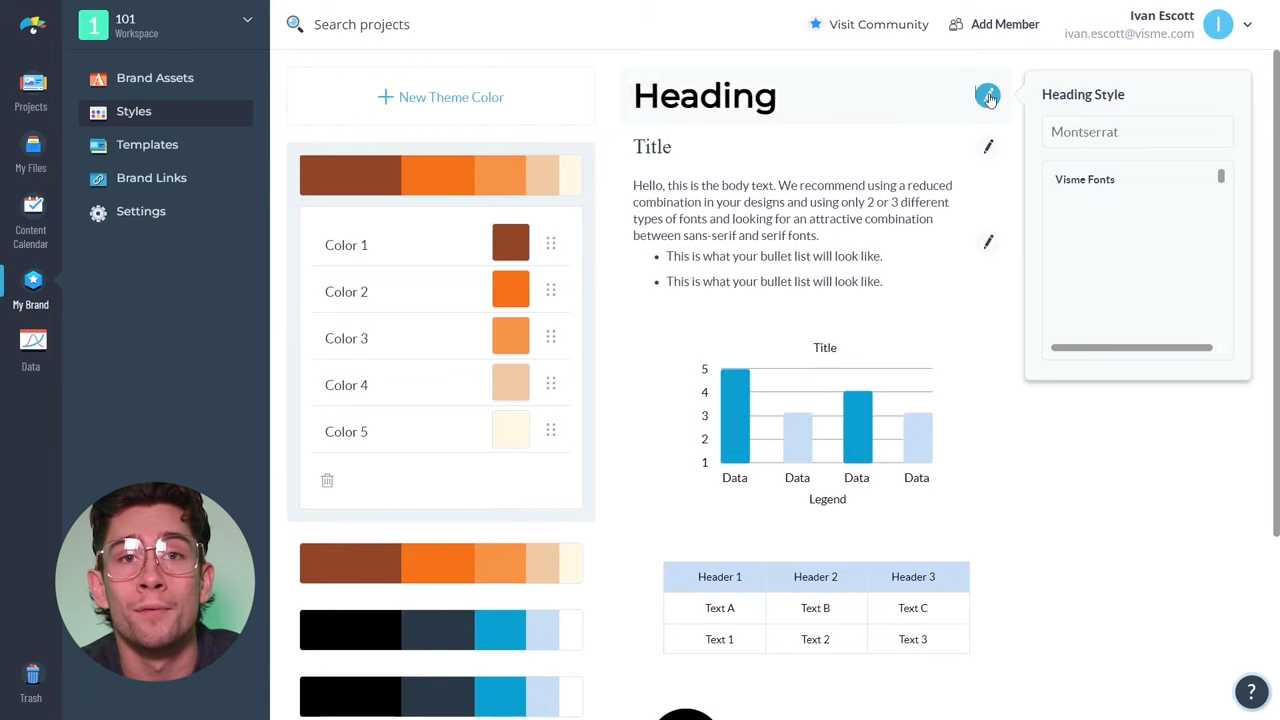 1
101
Workspace
Search projects
Visit Community
Add Member
Ivan Escott
ivan.escott@visme.com
I
Projects
My Files
Content
Calendar
My Brand
Data
Trash
Brand Assets
Styles
Templates
Brand Links
Settings
New Theme Color
Color 1
Color 2
Color 3
Color 4
Color 5
Heading
Title
Hello, this is the body text. We recommend using a reduced
combination in your designs and using only 2 or 3 different
types of fonts and looking for an attractive combination
between sans-serif and serif fonts.
• This is what your bullet list will look like.
• This is what your bullet list will look like.
Title
5
4
3
2
1
Data Data Data Data
Legend
Header 1 Header 2 Header 3
Text A Text B Text C
Text 1 Text 2 Text 3
Heading Style
Montserrat
Visme Fonts
?